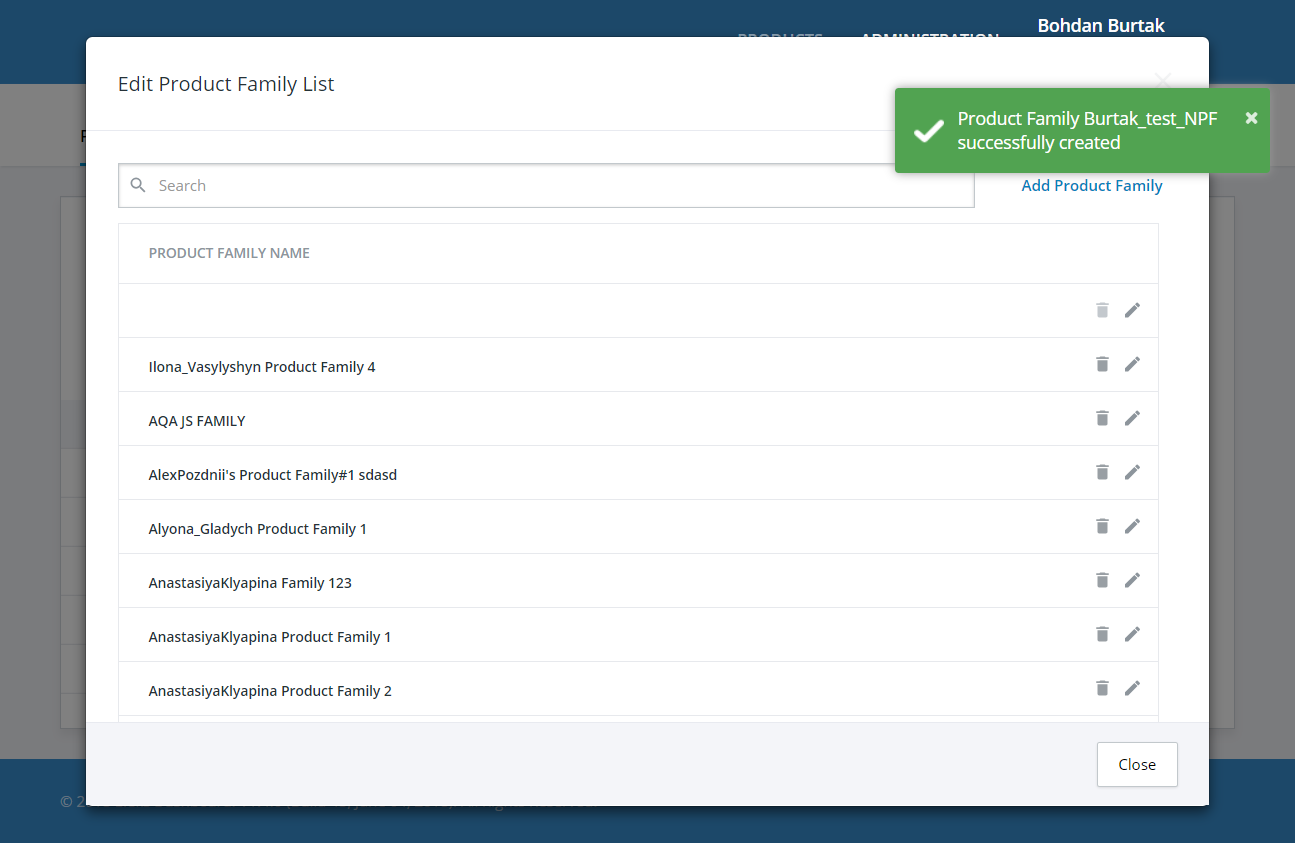 Bohdan Burtak
PRODUCTS ADMINISTRATION
Edit Product Family List
Product Family Burtak_test_NPF
successfully created
Search
Add Product Family
PRODUCT FAMILY NAME
Ilona_Vasylyshyn Product Family 4
AQA JS FAMILY
AlexPozdnii's Product Family#1 sdasd
Alyona_Gladych Product Family 1
AnastasiyaKlyapina Family 123
AnastasiyaKlyapina Product Family 1
AnastasiyaKlyapina Product Family 2
Close